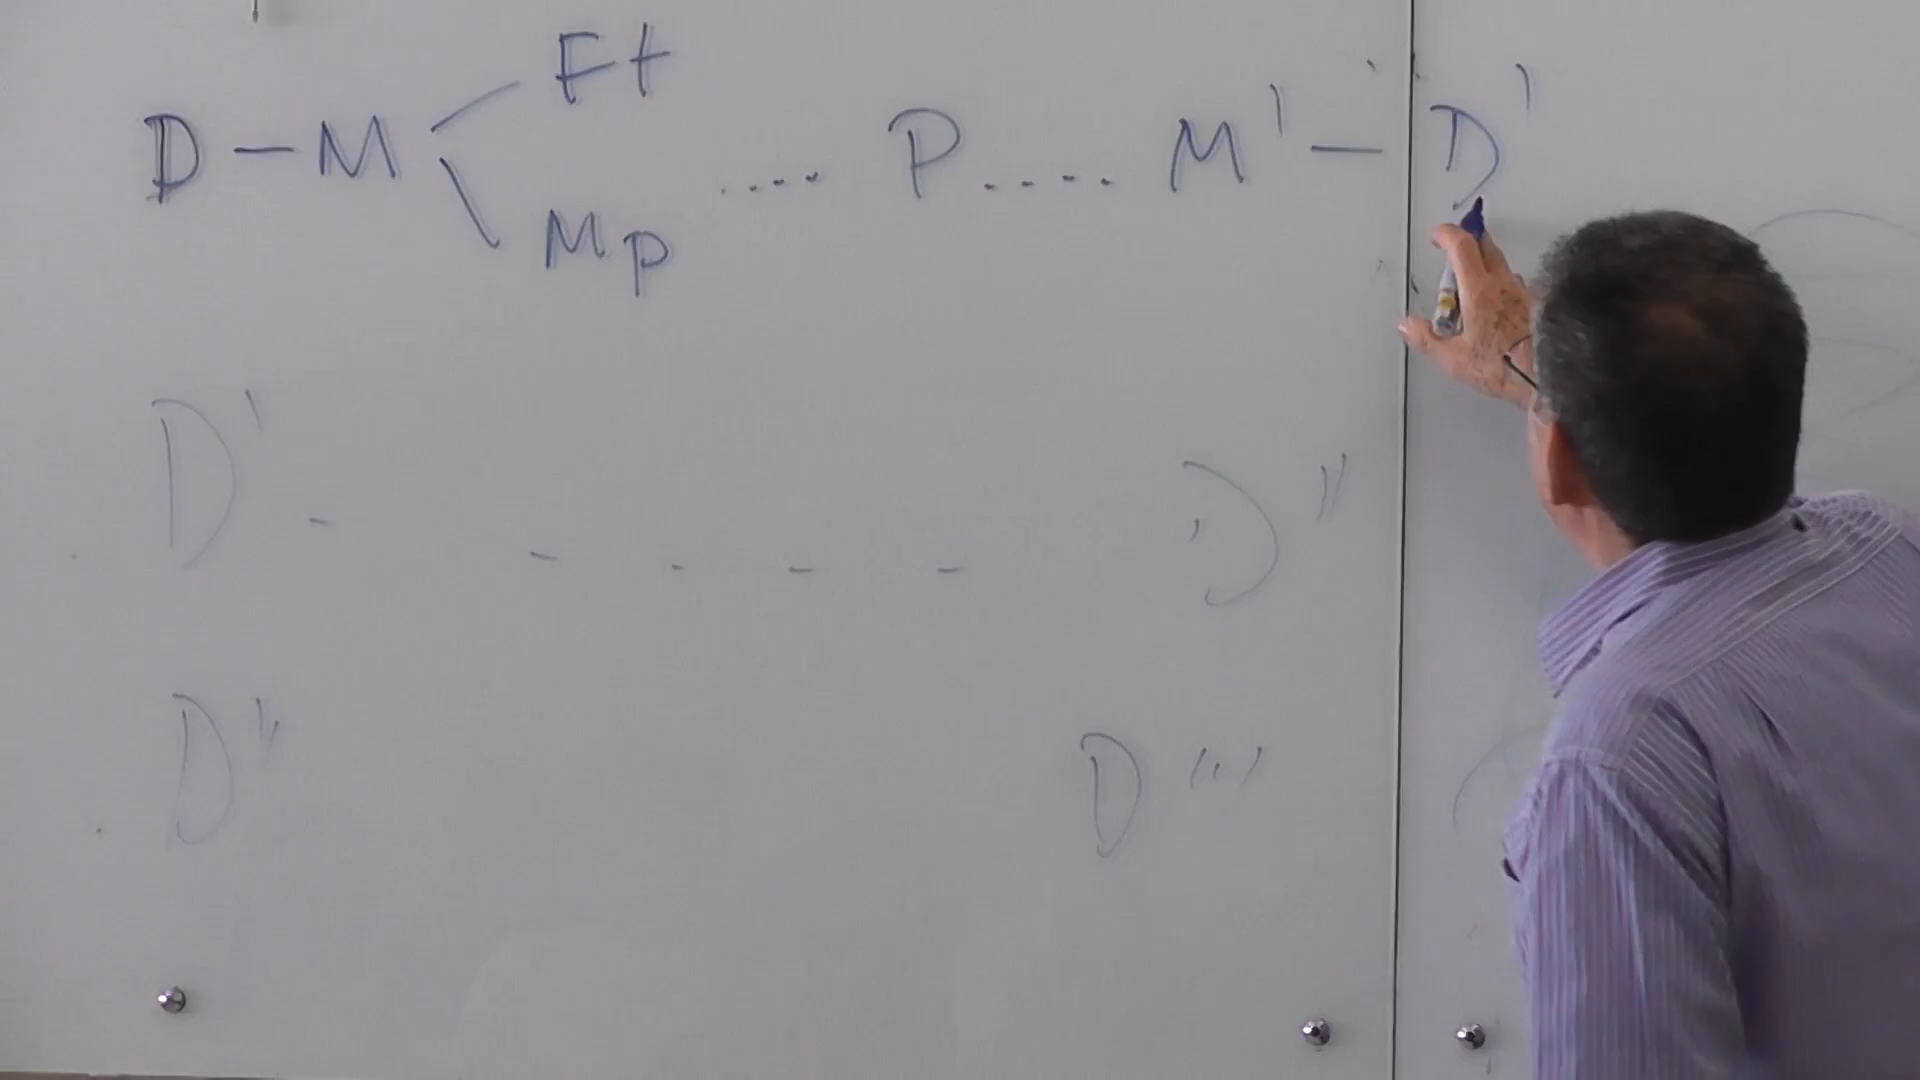 D - M < Ft Mp .... P .... M' - D'
D' - - - - - D''
D'' D'''